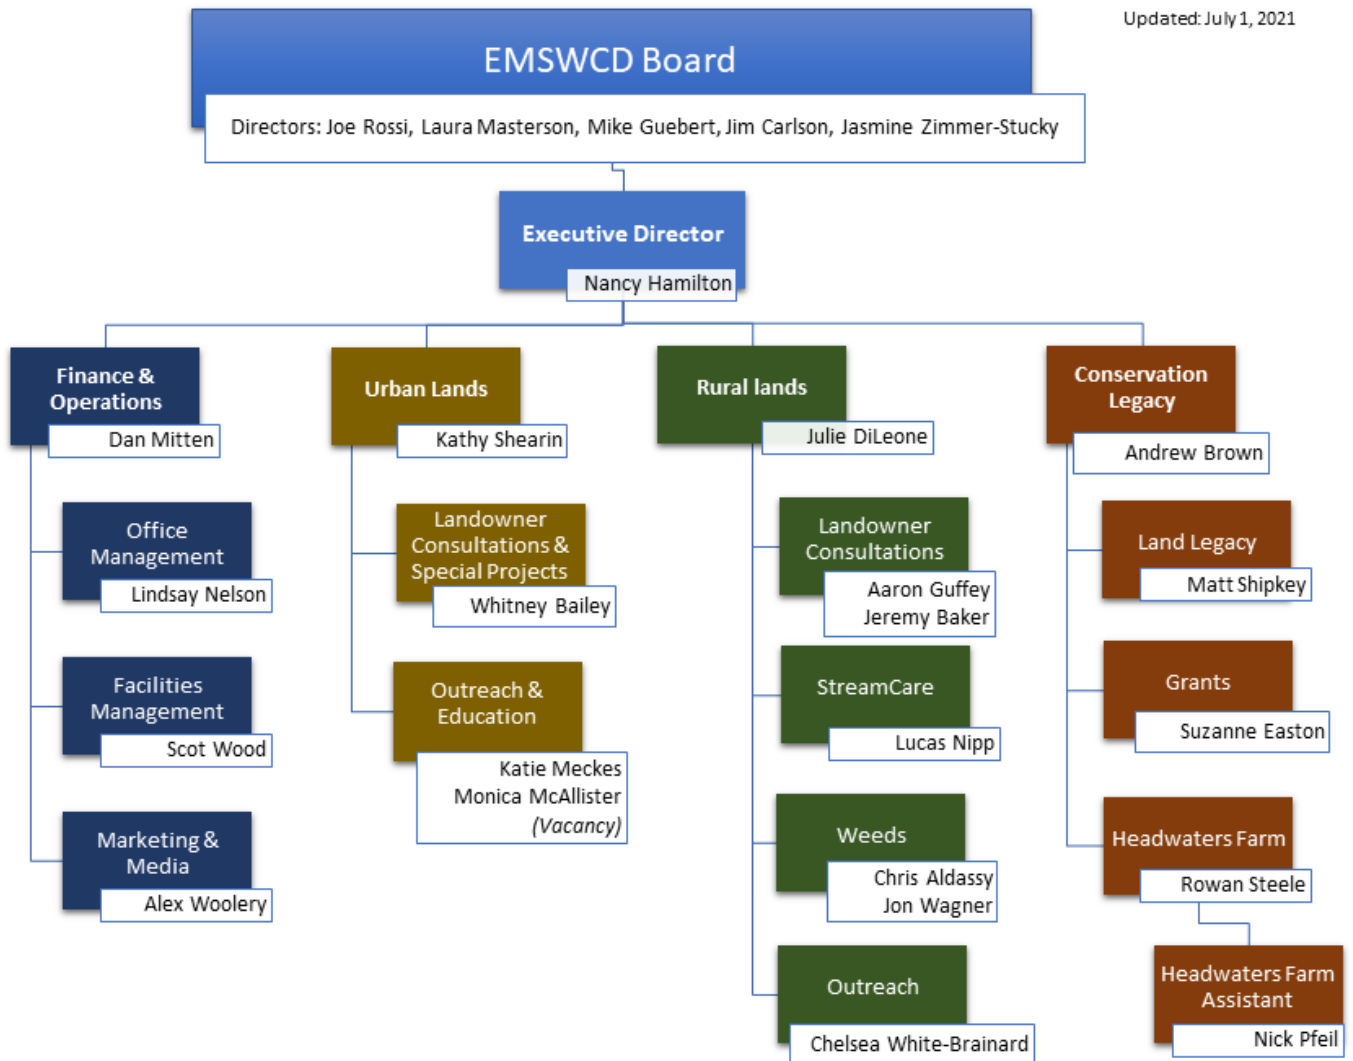 Updated: July 1, 2021
EMSWCD Board
Directors: Joe Rossi, Laura Masterson, Mike Guebert, Jim Carlson, Jasmine Zimmer-Stucky
Executive Director
Nancy Hamilton
Finance &
Operations
Dan Mitten
Office
Management
Lindsay Nelson
Facilities
Management
Scot Wood
Marketing &
Media
Alex Woolery
Urban Lands
Kathy Shearin
Landowner
Consultations &
Special Projects
Whitney Bailey
Outreach &
Education
Katie Meckes
Monica McAllister
(Vacancy)
Rural lands
Julie DiLeone
Landowner
Consultations
Aaron Guffey
Jeremy Baker
StreamCare
Lucas Nipp
Weeds
Chris Aldassy
Jon Wagner
Outreach
Chelsea White-Brainard
Conservation
Legacy
Andrew Brown
Land Legacy
Matt Shipkey
Grants
Suzanne Easton
Headwaters Farm
Rowan Steele
Headwaters Farm
Assistant
Nick Pfeil